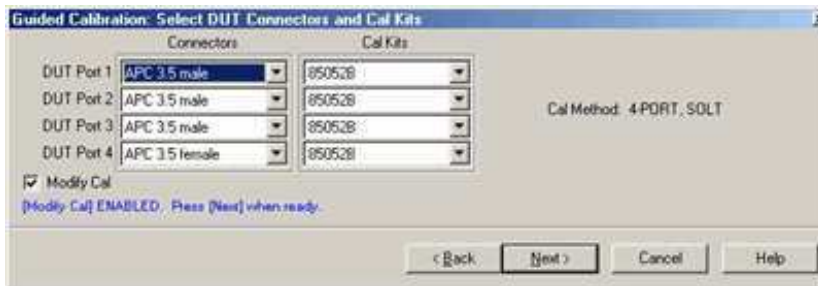 Guided Calibration: Select DUT Connectors and Cal Kits
Connectors Cal Kits
DUT Port 1 APC 3.5 male 85052B
DUT Port 2 APC 3.5 male 85052B
DUT Port 3 APC 3.5 male 85052B
DUT Port 4 APC 3.5 female 85052B
Cal Method: 4-PORT, SOLT
Modify Cal
[Modify Cal] ENABLED. Press [Next] when ready.
< Back Next > Cancel Help